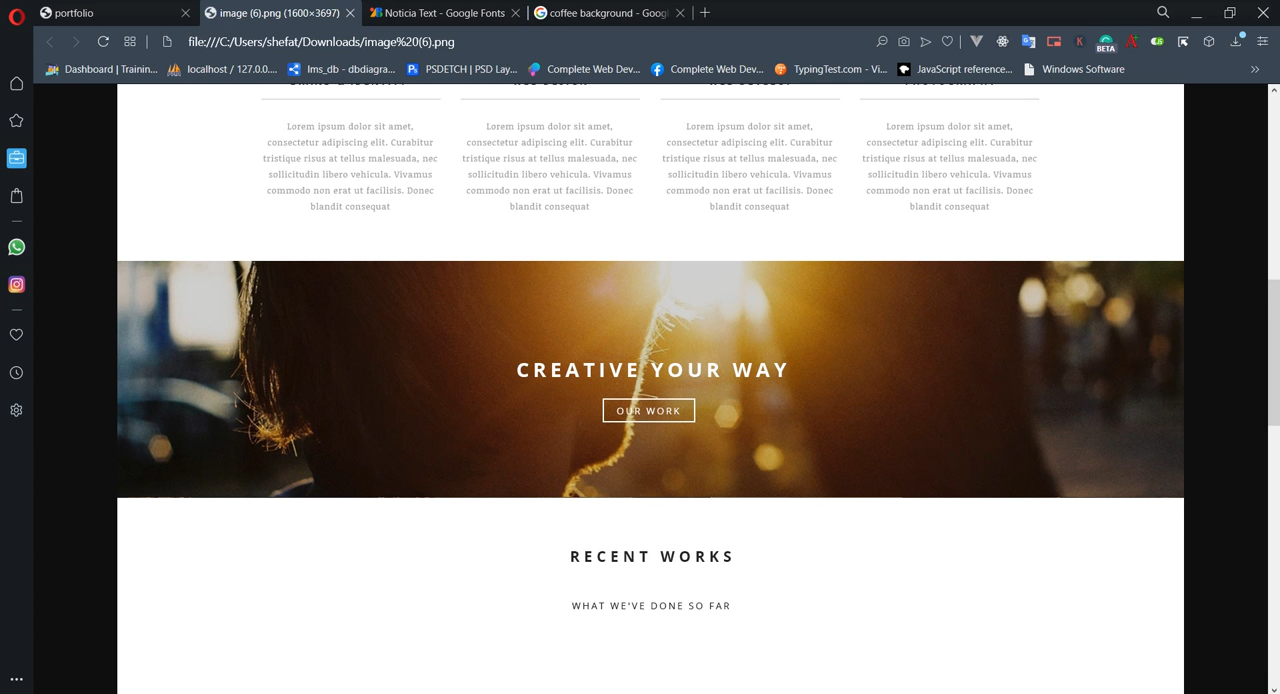 portfolio
image (6).png (1600×3697)
Noticia Text - Google Fonts
coffee background - Goog
file:///C:/Users/shefat/Downloads/image%20(6).png
BETA
Dashboard | Trainin...
localhost / 127.0.0....
lms_db - dbdiagra...
PSDETCH | PSD Lay...
Complete Web Dev...
Complete Web Dev...
TypingTest.com - Vi...
JavaScript reference...
Windows Software
Lorem ipsum dolor sit amet,
consectetur adipiscing elit. Curabitur
tristique risus at tellus malesuada, nec
sollicitudin libero vehicula. Vivamus
commodo non erat ut facilisis. Donec
blandit consequat
Lorem ipsum dolor sit amet,
consectetur adipiscing elit. Curabitur
tristique risus at tellus malesuada, nec
sollicitudin libero vehicula. Vivamus
commodo non erat ut facilisis. Donec
blandit consequat
Lorem ipsum dolor sit amet,
consectetur adipiscing elit. Curabitur
tristique risus at tellus malesuada, nec
sollicitudin libero vehicula. Vivamus
commodo non erat ut facilisis. Donec
blandit consequat
Lorem ipsum dolor sit amet,
consectetur adipiscing elit. Curabitur
tristique risus at tellus malesuada, nec
sollicitudin libero vehicula. Vivamus
commodo non erat ut facilisis. Donec
blandit consequat
CREATIVE YOUR WAY
OUR WORK
RECENT WORKS
WHAT WE'VE DONE SO FAR